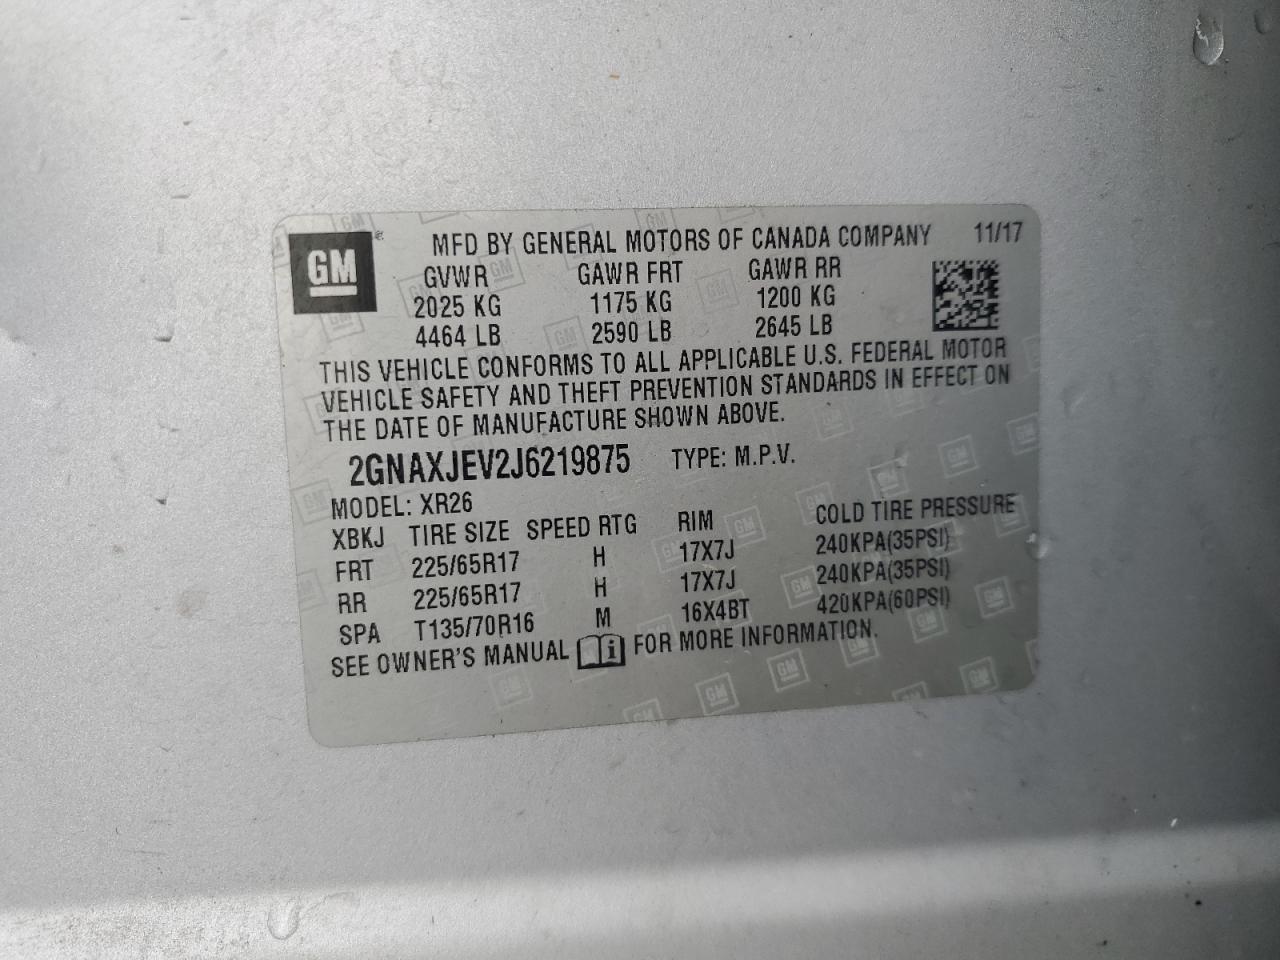 GM
MFD BY GENERAL MOTORS OF CANADA COMPANY 11/17
GVWR GAWR FRT GAWR RR
2025 KG 1175 KG 1200 KG
4464 LB 2590 LB 2645 LB
THIS VEHICLE CONFORMS TO ALL APPLICABLE U.S. FEDERAL MOTOR
VEHICLE SAFETY AND THEFT PREVENTION STANDARDS IN EFFECT ON
THE DATE OF MANUFACTURE SHOWN ABOVE.
2GNAXJEV2J6219875 TYPE: M.P.V.
MODEL: XR26
XBKJ TIRE SIZE SPEED RTG RIM COLD TIRE PRESSURE
FRT 225/65R17 H 17X7J 240KPA(35PSI)
RR 225/65R17 H 17X7J 240KPA(35PSI)
SPA T135/70R16 M 16X4BT 420KPA(60PSI)
SEE OWNER'S MANUAL i FOR MORE INFORMATION.